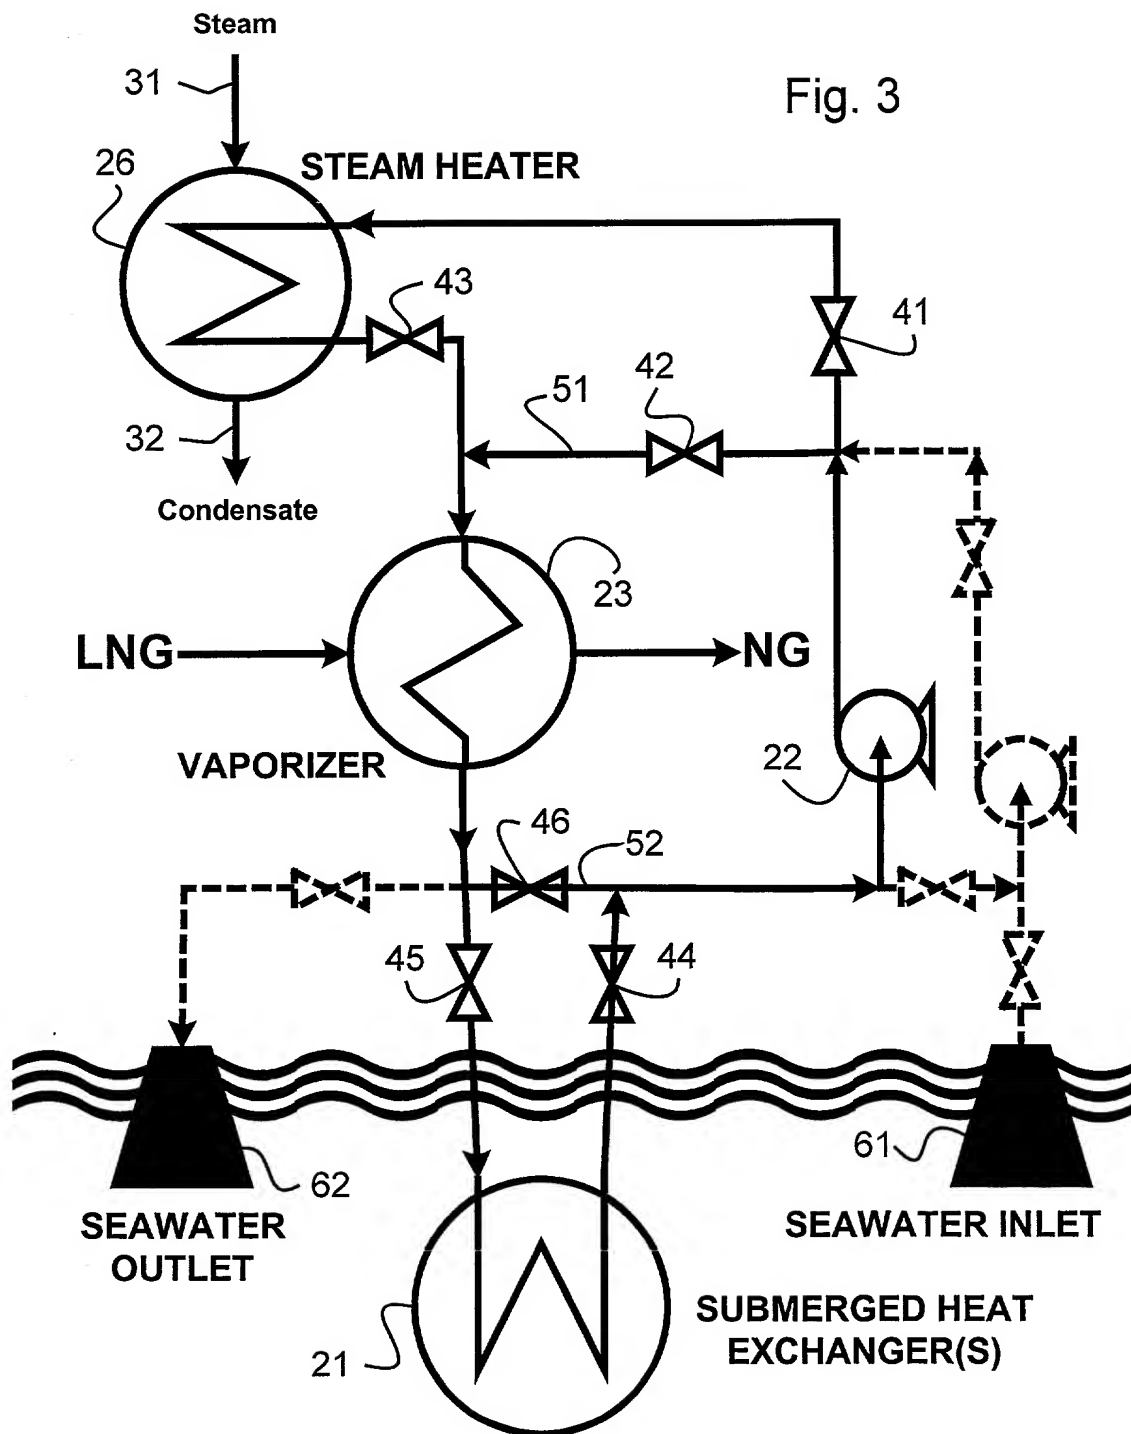 Steam
31
Fig. 3
26
STEAM HEATER
43
41
42
51
32
Condensate
23
LNG
NG
22
VAPORIZER
46
52
45
44
61
62
SEAWATER
OUTLET
SEAWATER INLET
SUBMERGED HEAT
EXCHANGER(S)
21